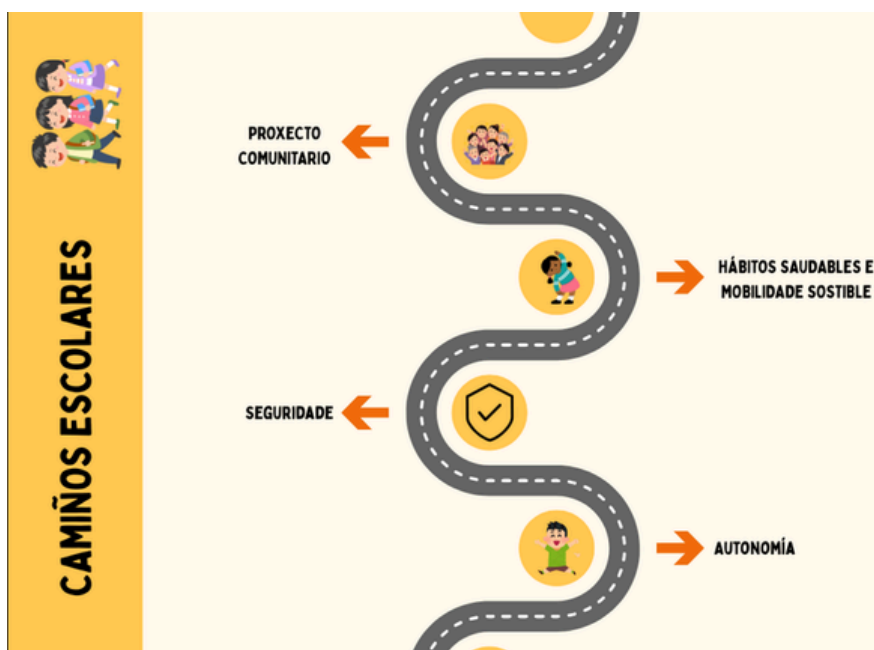 CAMIÑOS ESCOLARES
PROXECTO
COMUNITARIO
HÁBITOS SAUDABLES E
MOBILIDADE SOSTIBLE
SEGURIDADE
AUTONOMÍA